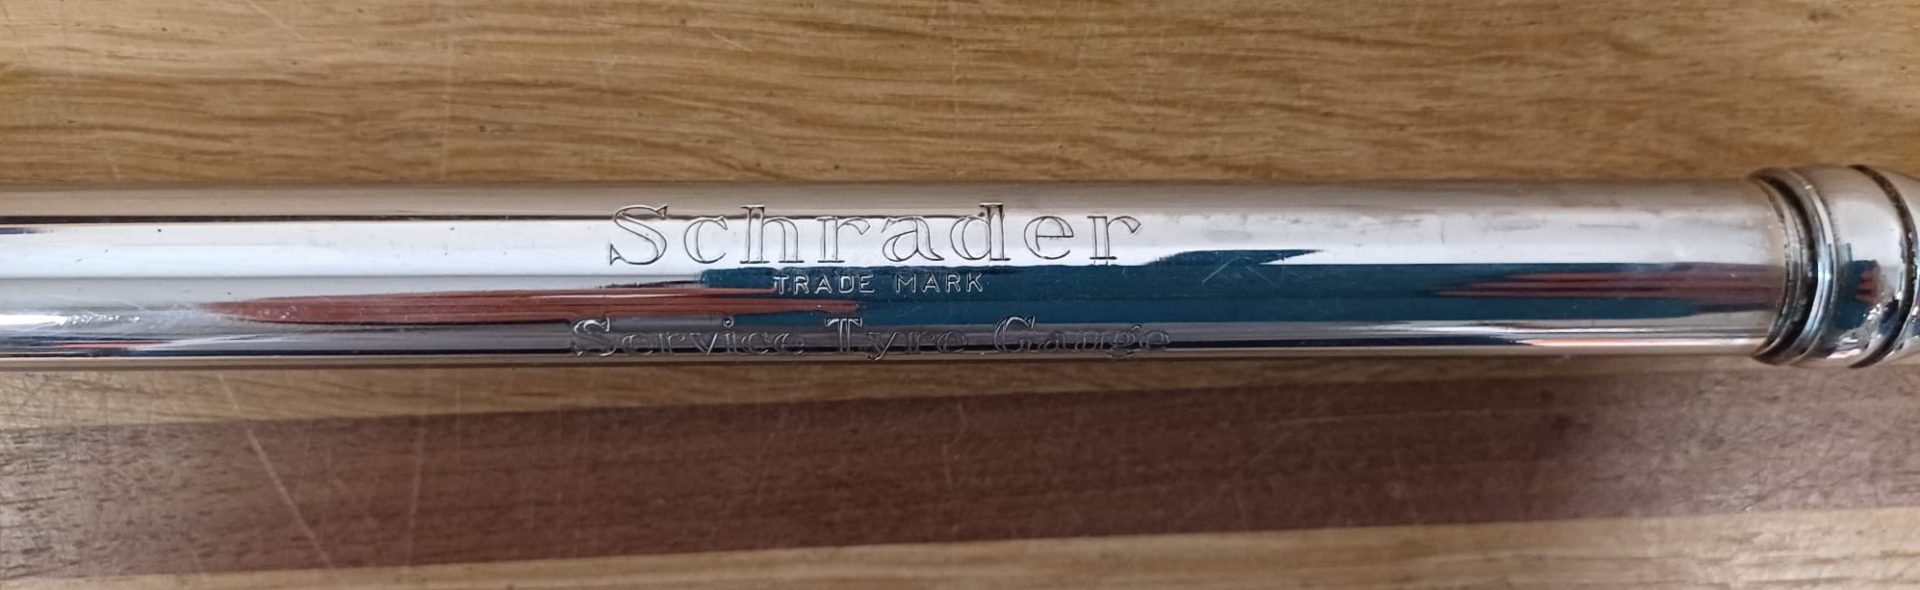 Schrader
TRADE MARK
Service Tyre Gauge